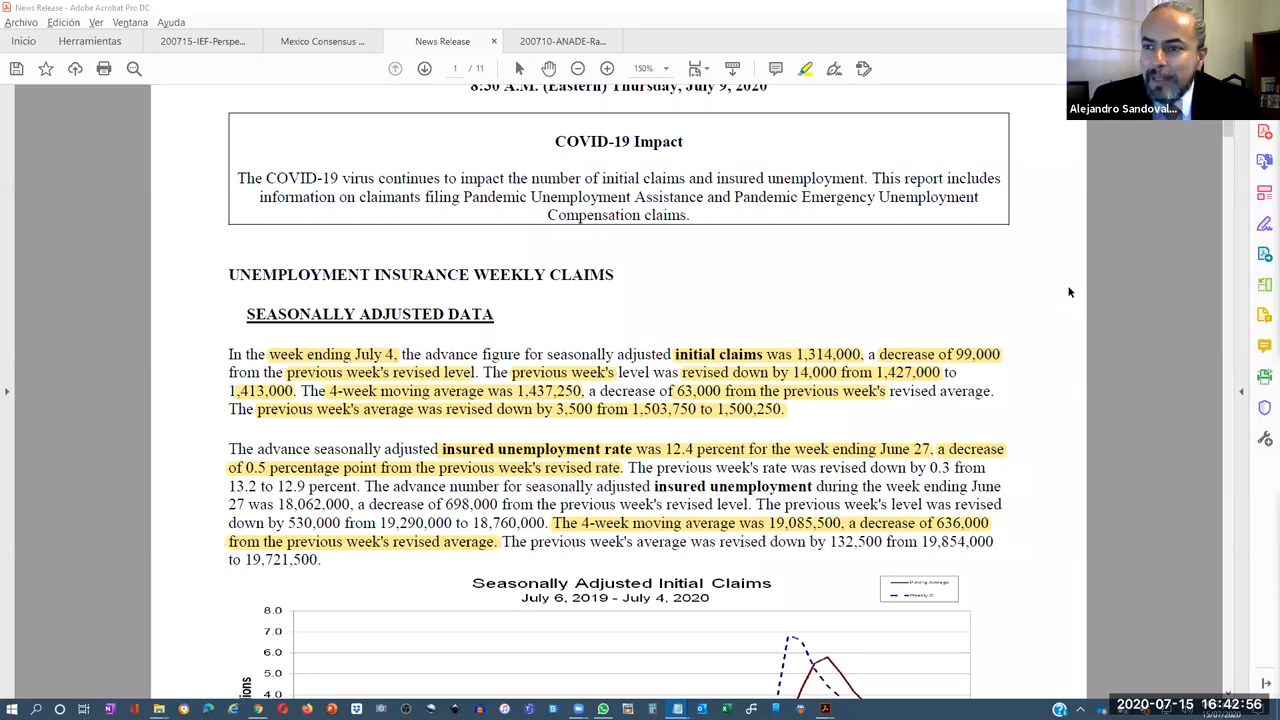 News Release - Adobe Acrobat Pro DC
Archivo Edición Ver Ventana Ayuda
Inicio Herramientas 200715-IEF-Perspe... Mexico Consensus ... News Release × 200710-ANADE-Ra...
1 / 11 150%
Alejandro Sandoval...
8:30 A.M. (Eastern) Thursday, July 9, 2020
COVID-19 Impact
The COVID-19 virus continues to impact the number of initial claims and insured unemployment. This report includes
information on claimants filing Pandemic Unemployment Assistance and Pandemic Emergency Unemployment
Compensation claims.
UNEMPLOYMENT INSURANCE WEEKLY CLAIMS
SEASONALLY ADJUSTED DATA
In the week ending July 4, the advance figure for seasonally adjusted initial claims was 1,314,000, a decrease of 99,000
from the previous week's revised level. The previous week's level was revised down by 14,000 from 1,427,000 to
1,413,000. The 4-week moving average was 1,437,250, a decrease of 63,000 from the previous week's revised average.
The previous week's average was revised down by 3,500 from 1,503,750 to 1,500,250.
The advance seasonally adjusted insured unemployment rate was 12.4 percent for the week ending June 27, a decrease
of 0.5 percentage point from the previous week's revised rate. The previous week's rate was revised down by 0.3 from
13.2 to 12.9 percent. The advance number for seasonally adjusted insured unemployment during the week ending June
27 was 18,062,000, a decrease of 698,000 from the previous week's revised level. The previous week's level was revised
down by 530,000 from 19,290,000 to 18,760,000. The 4-week moving average was 19,085,500, a decrease of 636,000
from the previous week's revised average. The previous week's average was revised down by 132,500 from 19,854,000
to 19,721,500.
Seasonally Adjusted Initial Claims
July 6, 2019 - July 4, 2020
Moving Average
Weekly IC
8.0
7.0
6.0
5.0
4.0
2020-07-15 16:42:56
15/07/2020